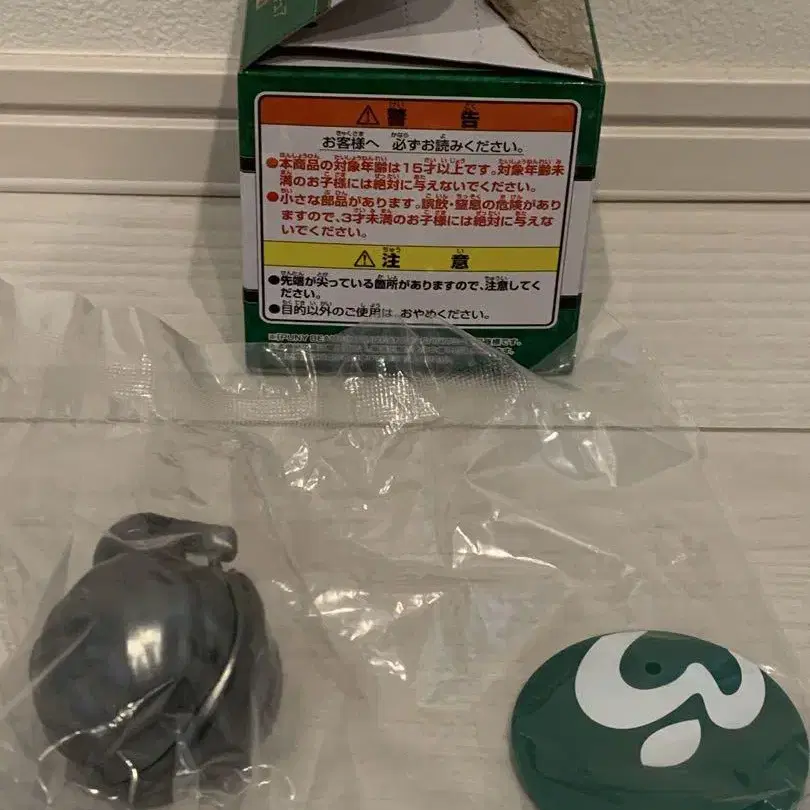 ⚠警告
お客様へ 必ずお読みください。
●本商品の対象年齢は15才以上です。対象年齢未
満のお子様には絶対に与えないでください。
●小さな部品があります。誤飲・窒息の危険があり
ますので、3才未満のお子様には絶対に与えな
いでください。
⚠注意
●先端が尖っている箇所がありますので、注意してく
ださい。
●目的以外のご使用は、おやめください。